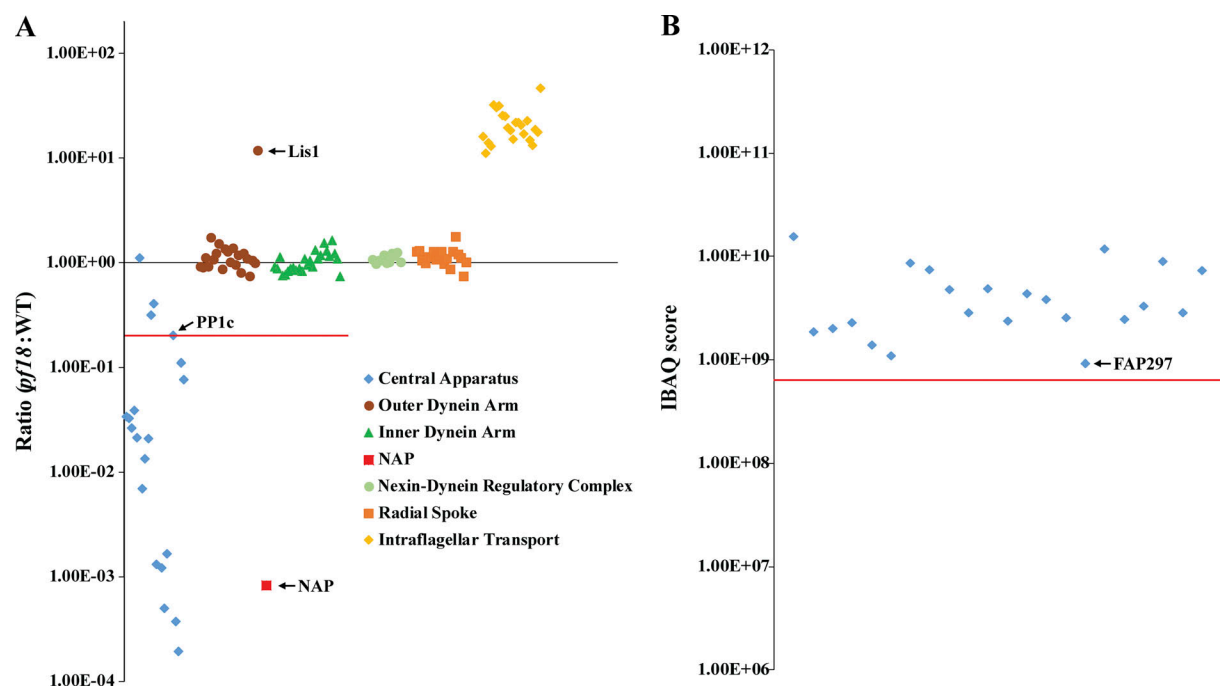 A
1.00E+02
1.00E+01
1.00E+00
1.00E-01
1.00E-02
1.00E-03
1.00E-04
Ratio (pf18:WT)
Lis1
PP1c
Central Apparatus
Outer Dynein Arm
Inner Dynein Arm
NAP
Nexin-Dynein Regulatory Complex
Radial Spoke
Intraflagellar Transport
NAP
B
1.00E+12
1.00E+11
1.00E+10
1.00E+09
1.00E+08
1.00E+07
1.00E+06
IBAQ score
FAP297